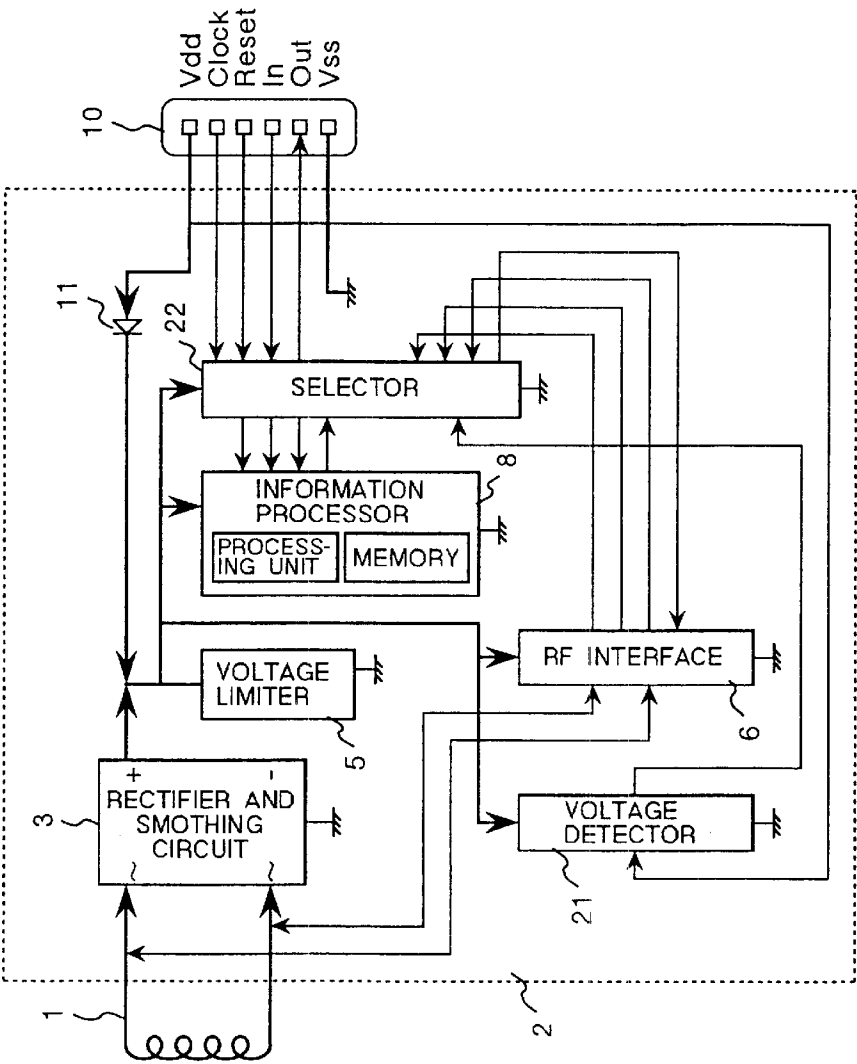 Vdd
Clock
Reset
In
Out
Vss
10
11
22
SELECTOR
INFORMATION
PROCESSOR
8
PROCESS-
ING UNIT
MEMORY
VOLTAGE
LIMITER
5
RF INTERFACE
6
3
+
-
RECTIFIER AND
SMOTHING
CIRCUIT
~
~
VOLTAGE
DETECTOR
21
1
2